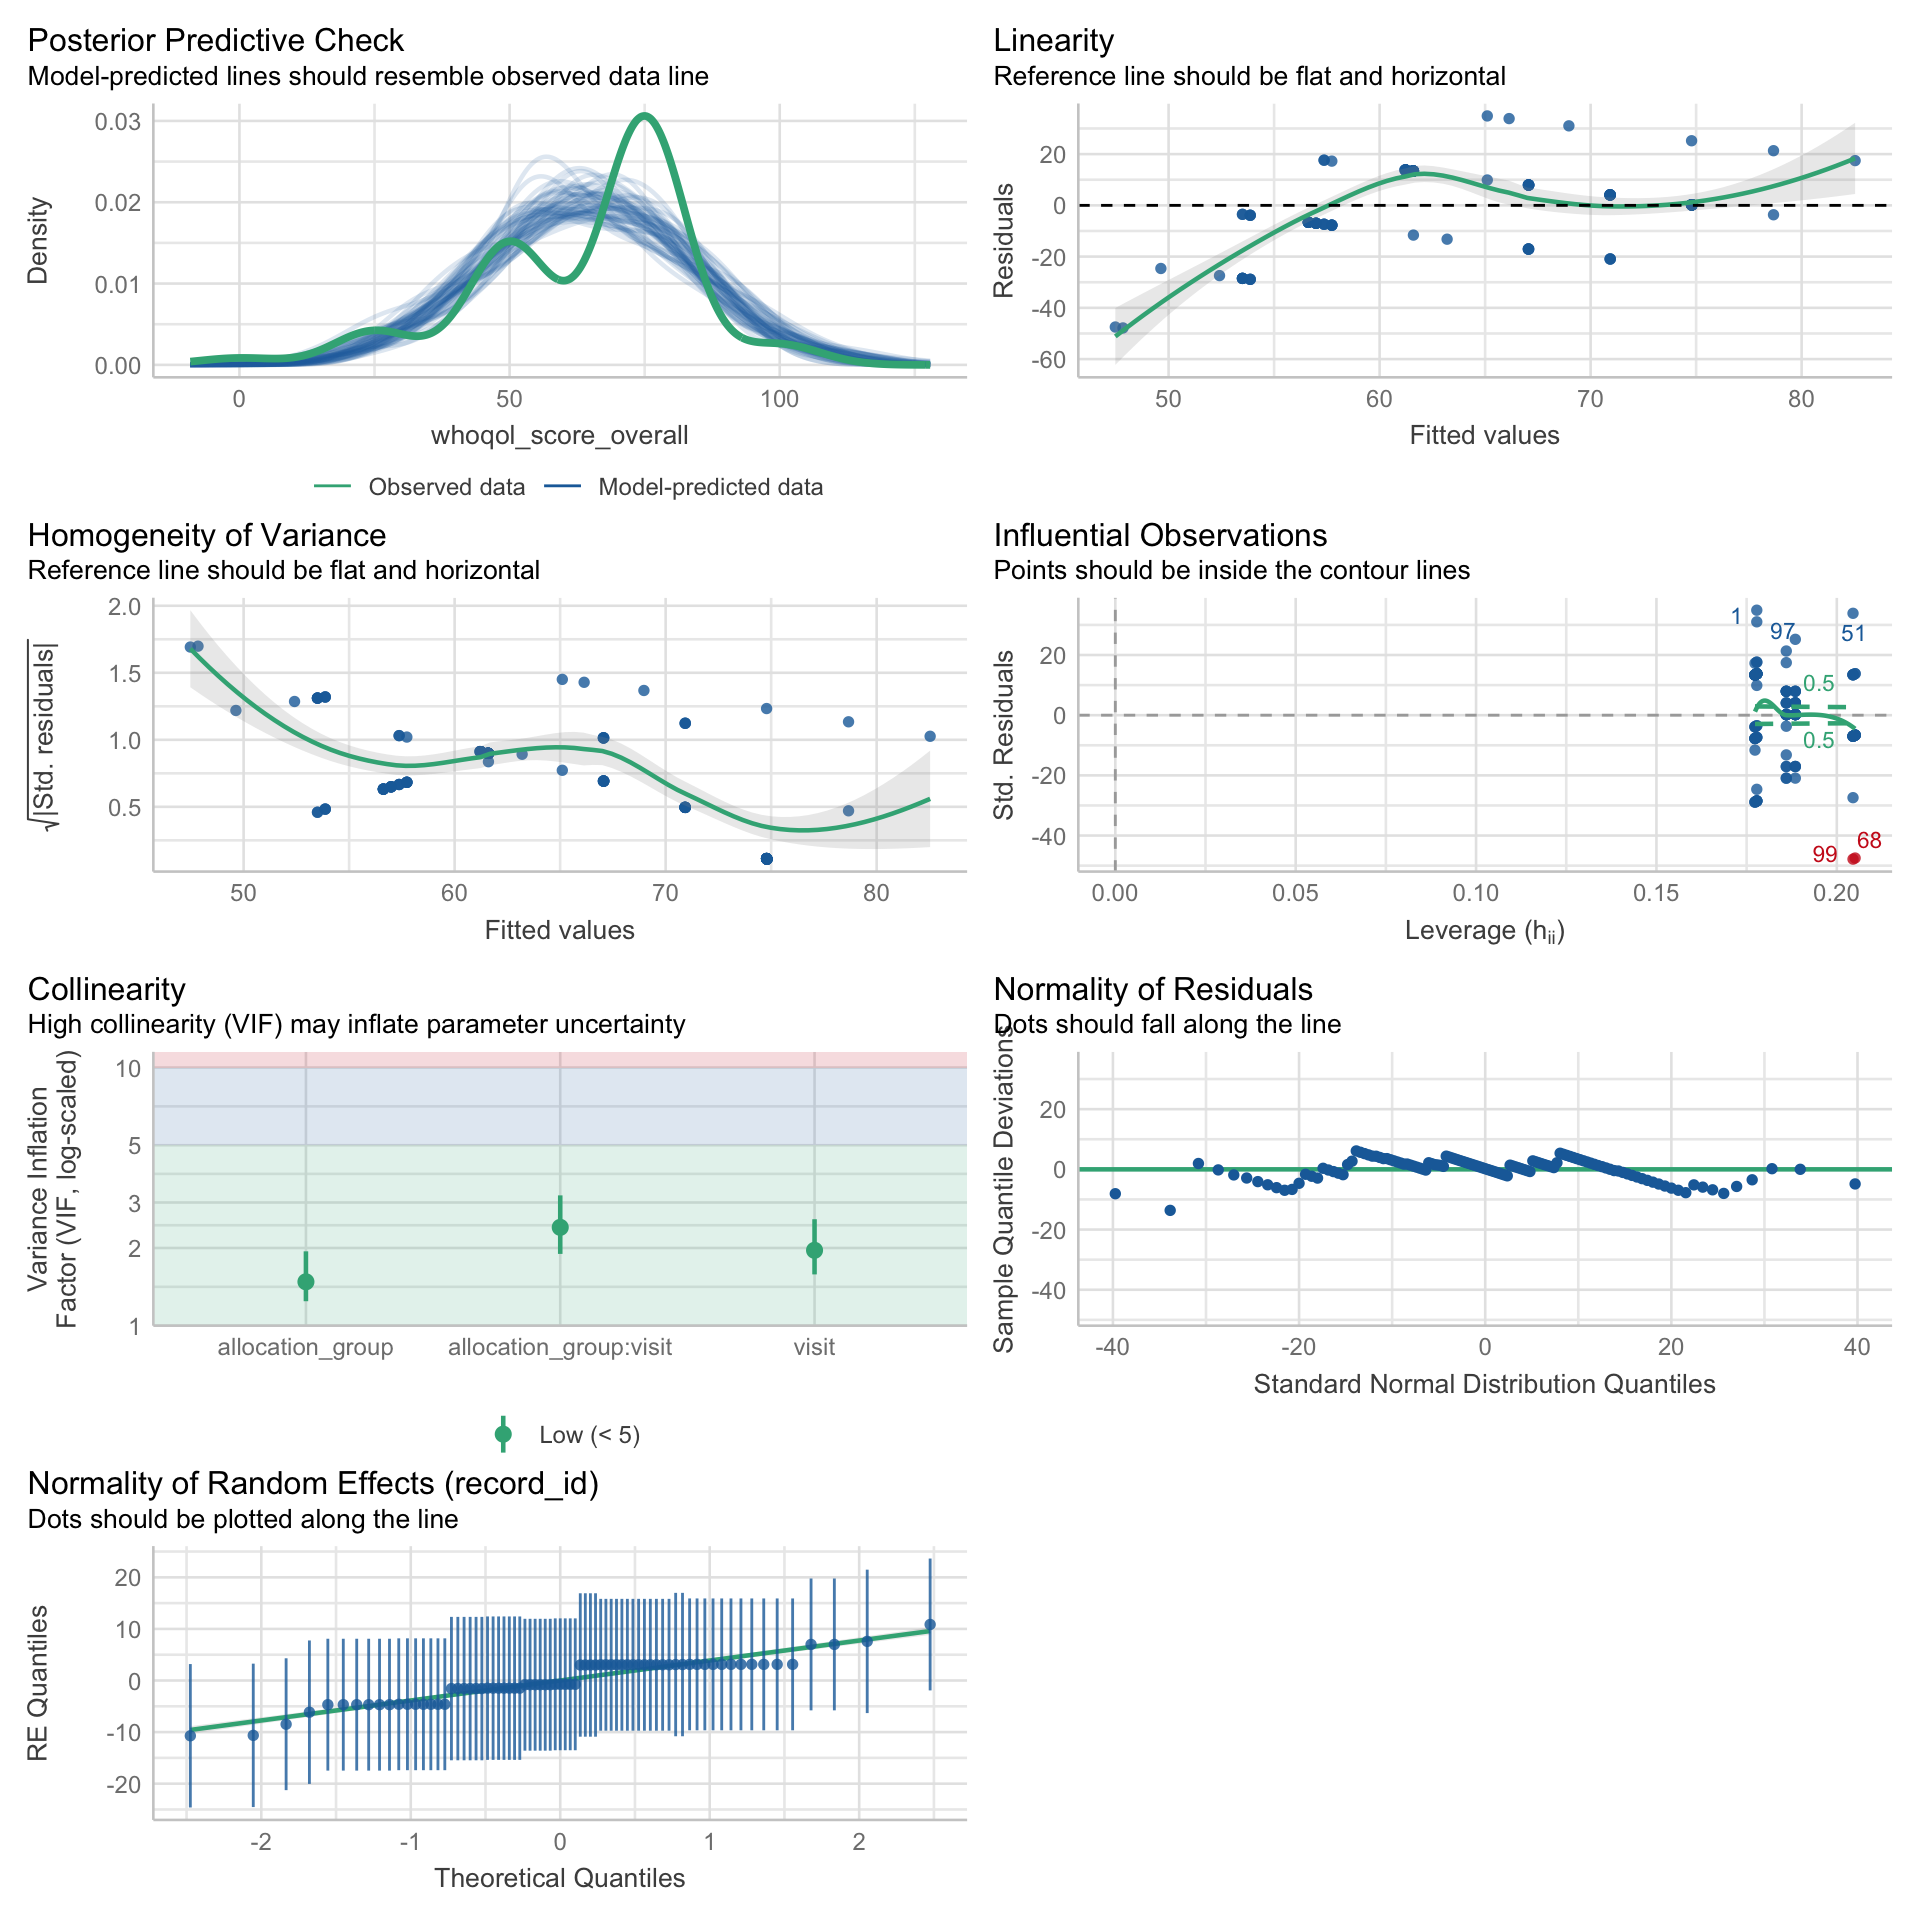 Posterior Predictive Check
Model-predicted lines should resemble observed data line
Density
0.03
0.02
0.01
0.00
0
50
100
whoqol_score_overall
Observed data
Model-predicted data
Linearity
Reference line should be flat and horizontal
Residuals
20
0
-20
-40
-60
50
60
70
80
Fitted values
Homogeneity of Variance
Reference line should be flat and horizontal
√|Std. residuals|
2.0
1.5
1.0
0.5
50
60
70
80
Fitted values
Influential Observations
Points should be inside the contour lines
Std. Residuals
20
0
-20
-40
1
97
51
0.5
0.5
99
68
0.00
0.05
0.10
0.15
0.20
Leverage (hii)
Collinearity
High collinearity (VIF) may inflate parameter uncertainty
Variance Inflation
Factor (VIF, log-scaled)
10
5
3
2
1
allocation_group
allocation_group:visit
visit
Low (< 5)
Normality of Residuals
Dots should fall along the line
Sample Quantile Deviations
20
0
-20
-40
-40
-20
0
20
40
Standard Normal Distribution Quantiles
Normality of Random Effects (record_id)
Dots should be plotted along the line
RE Quantiles
20
10
0
-10
-20
-2
-1
0
1
2
Theoretical Quantiles